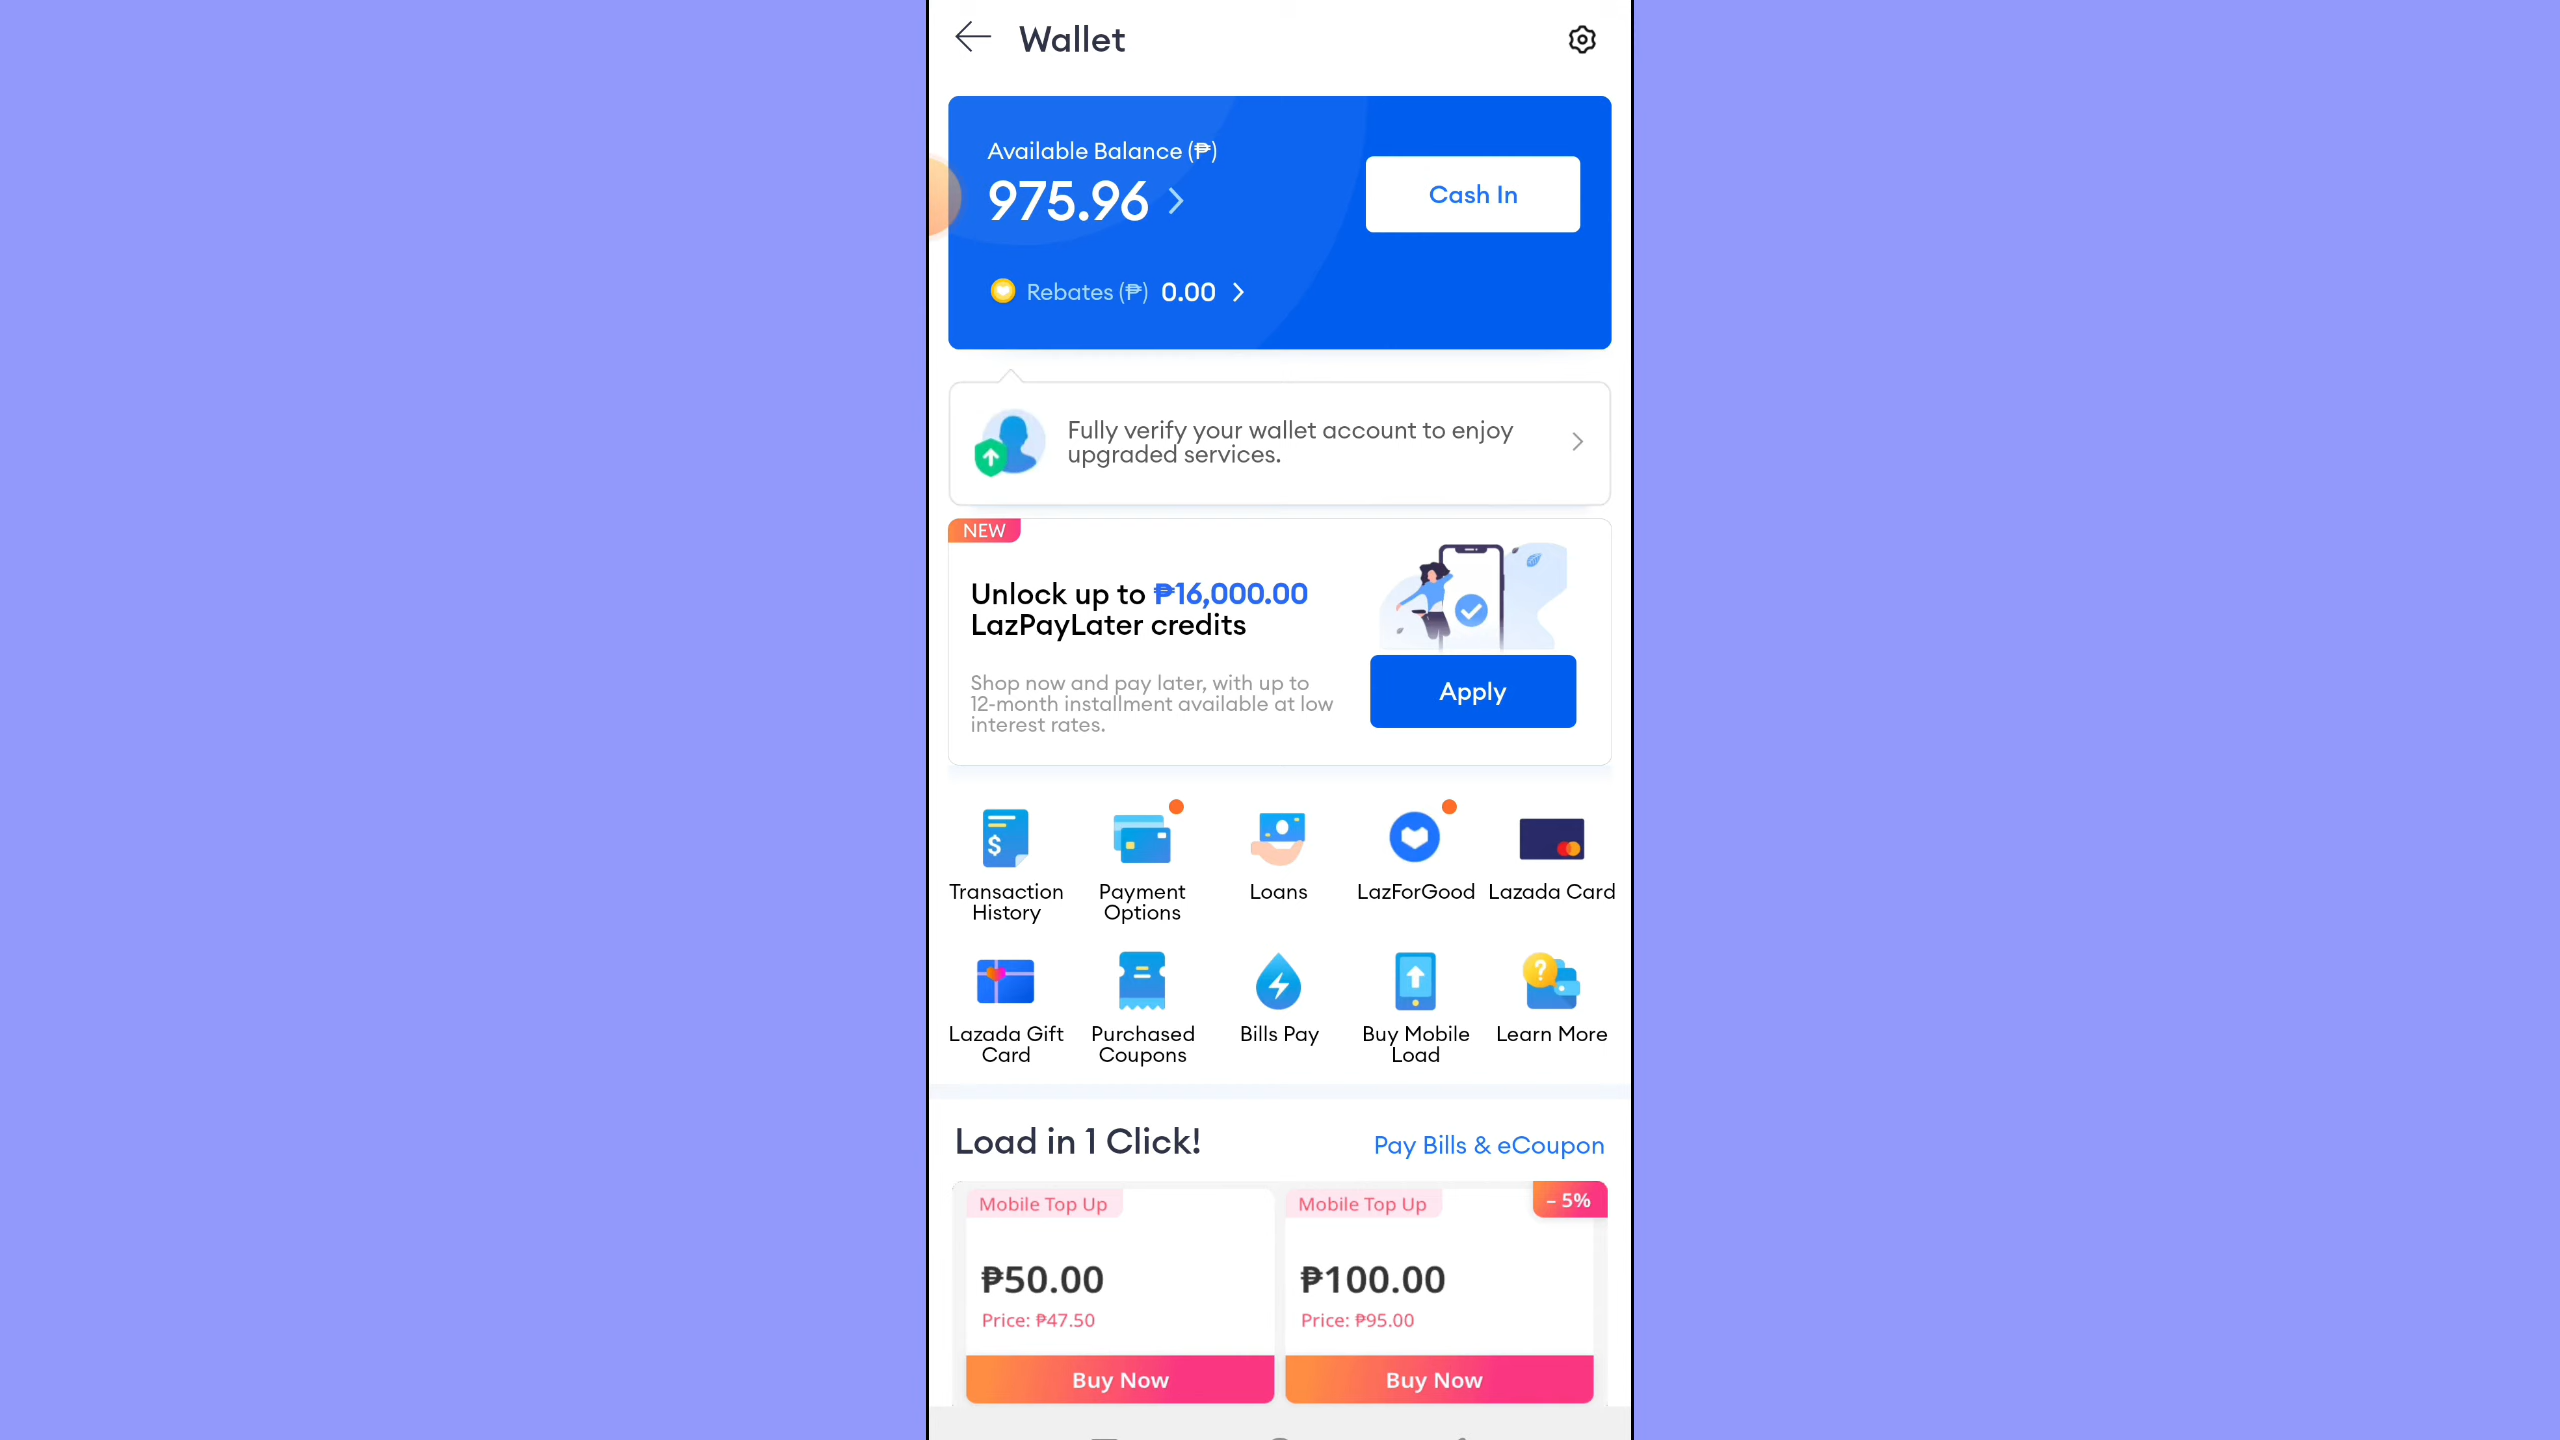 Wallet
Available Balance (₱)
975.96
Cash In
Rebates (₱) 0.00
Fully verify your wallet account to enjoy
upgraded services.
NEW
Unlock up to ₱16,000.00
LazPayLater credits
Shop now and pay later, with up to
12-month installment available at low
interest rates.
Apply
$
Transaction
History
Payment
Options
Loans
LazForGood
Lazada Card
?
Lazada Gift
Card
Purchased
Coupons
Bills Pay
Buy Mobile
Load
Learn More
Load in 1 Click!
Pay Bills & eCoupon
Mobile Top Up
₱50.00
Price: ₱47.50
Buy Now
Mobile Top Up
– 5%
₱100.00
Price: ₱95.00
Buy Now